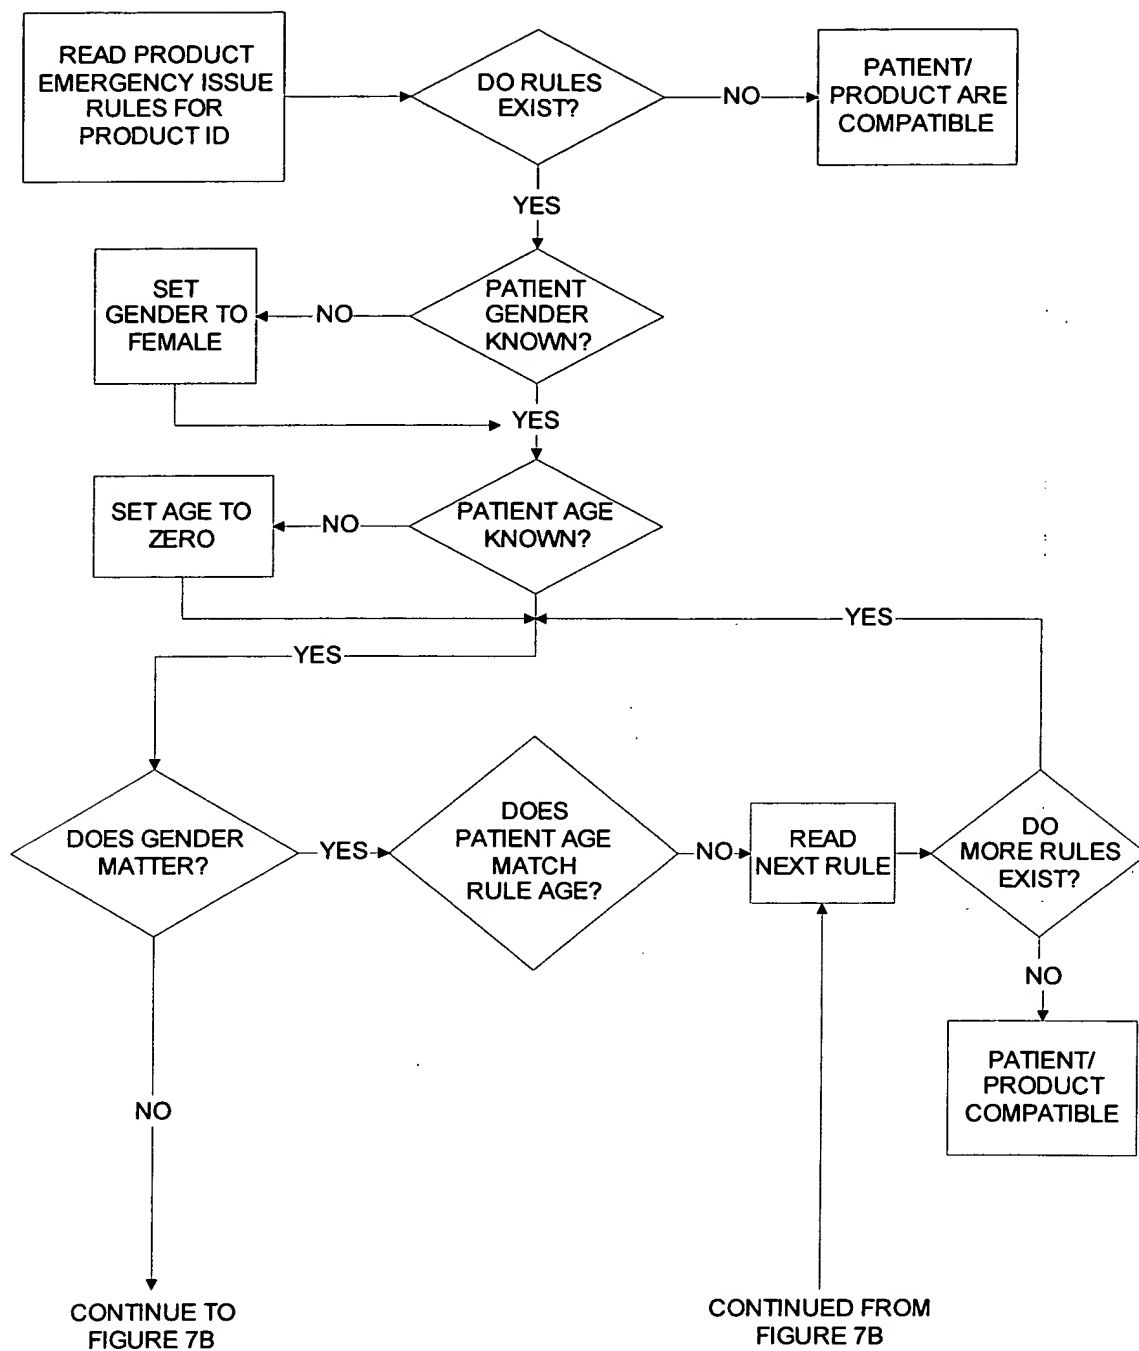 READ PRODUCT
EMERGENCY ISSUE
RULES FOR
PRODUCT ID
DO RULES
EXIST?
NO
PATIENT/
PRODUCT ARE
COMPATIBLE
YES
SET
GENDER TO
FEMALE
NO
PATIENT
GENDER
KNOWN?
YES
SET AGE TO
ZERO
NO
PATIENT AGE
KNOWN?
YES
YES
DOES GENDER
MATTER?
YES
DOES
PATIENT AGE
MATCH
RULE AGE?
NO
READ
NEXT RULE
DO
MORE RULES
EXIST?
NO
PATIENT/
PRODUCT
COMPATIBLE
NO
CONTINUE TO
FIGURE 7B
CONTINUED FROM
FIGURE 7B